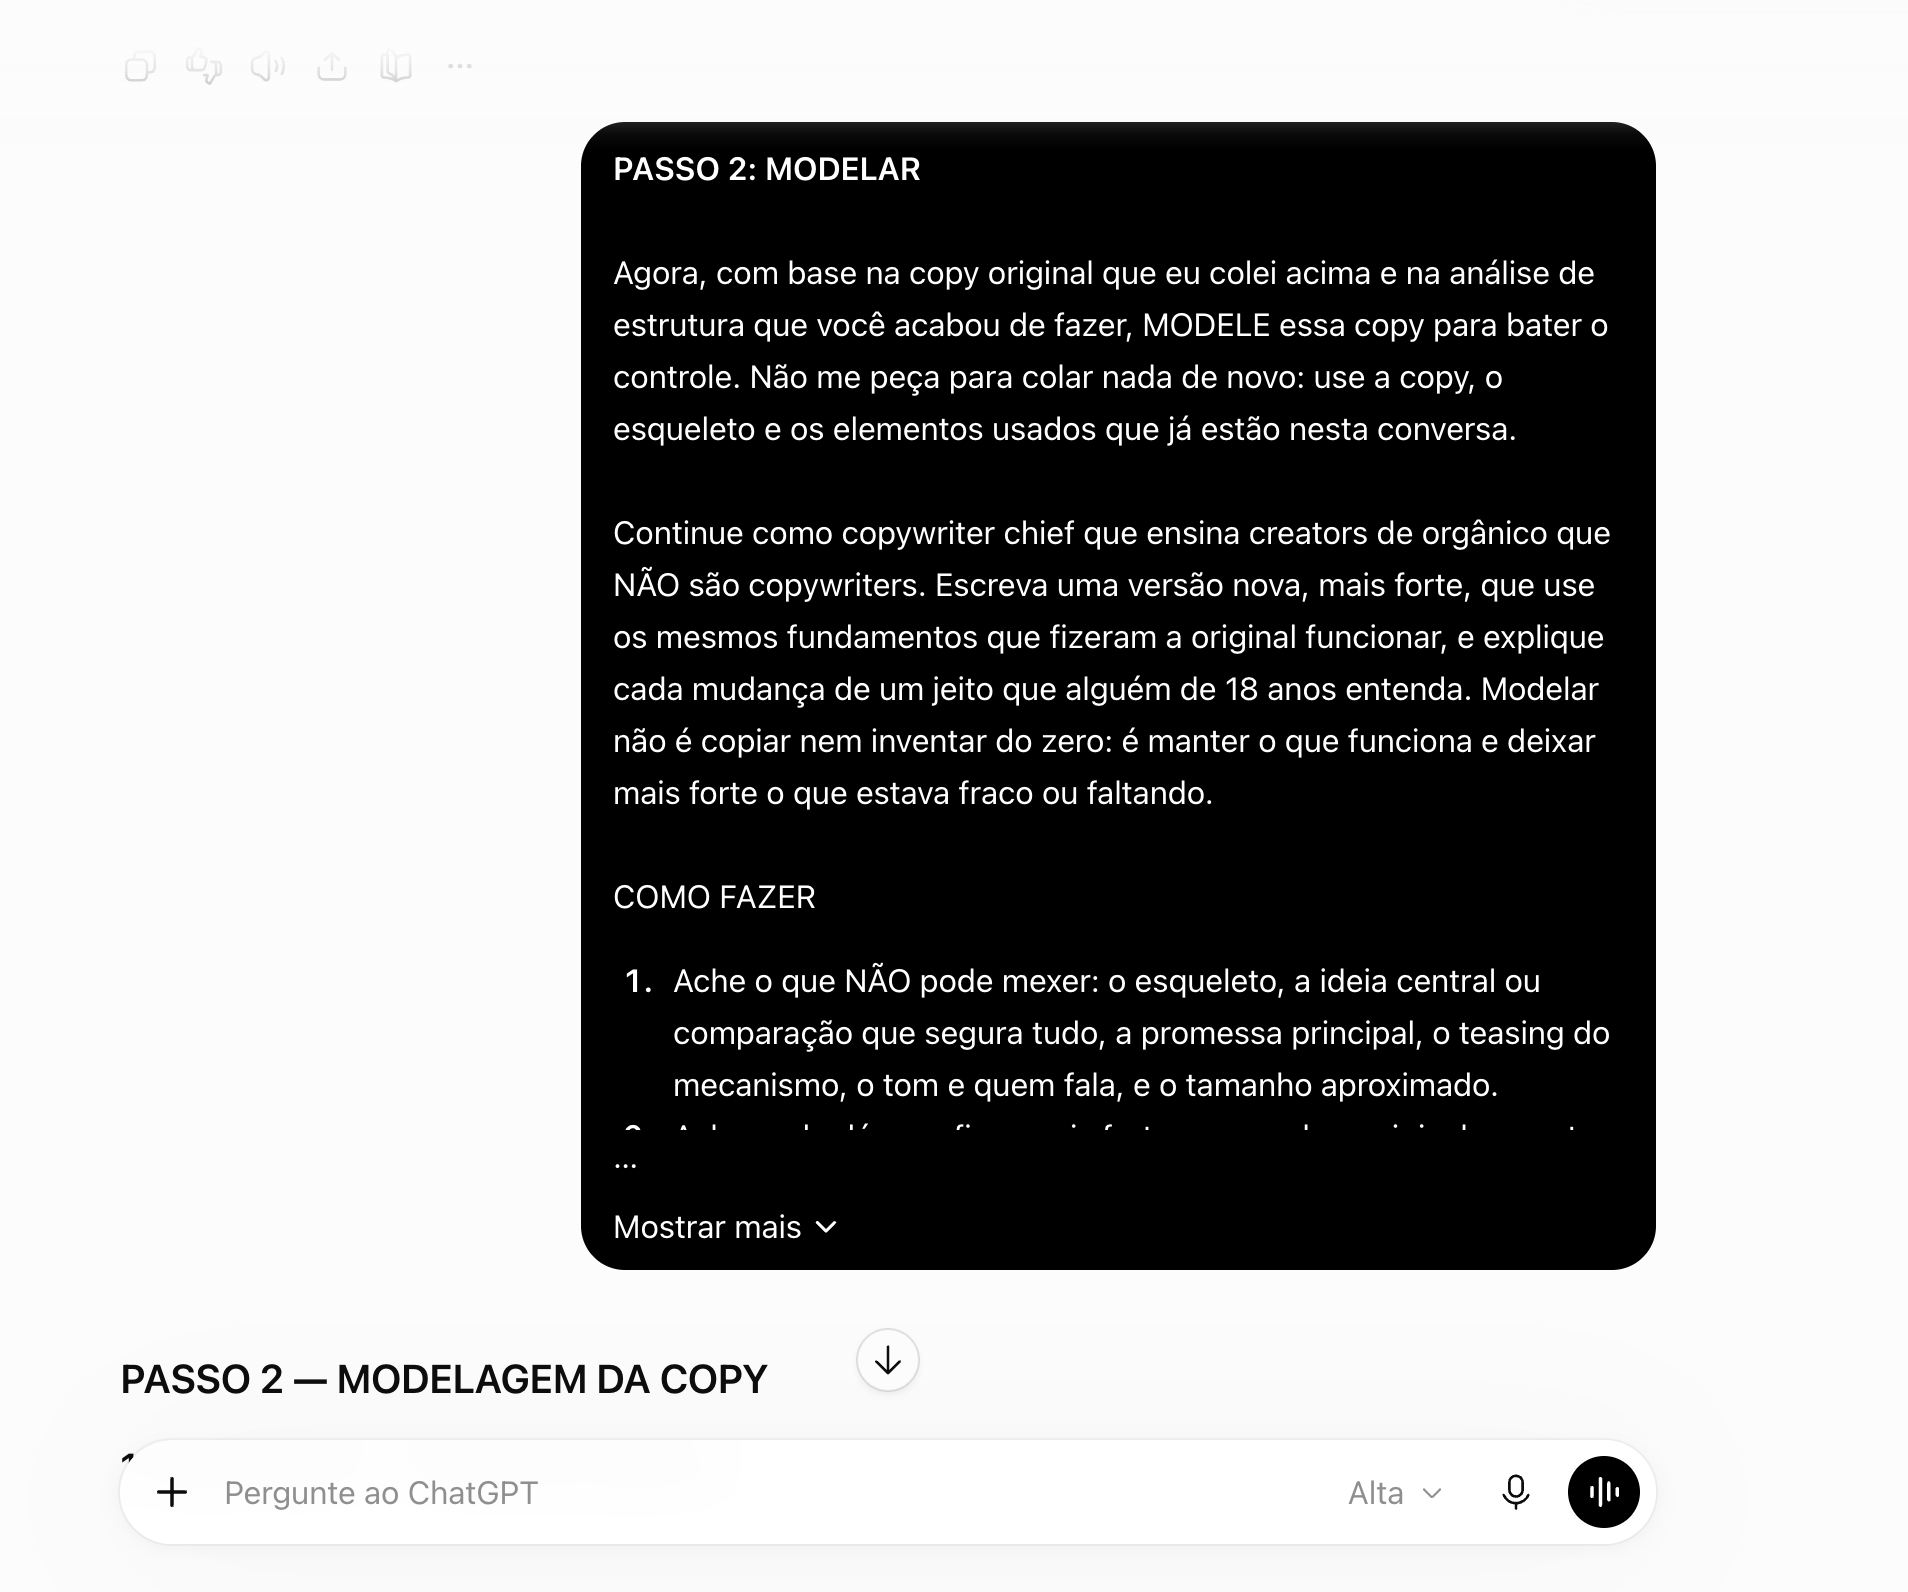 PASSO 2: MODELAR
Agora, com base na copy original que eu colei acima e na análise de
estrutura que você acabou de fazer, MODELE essa copy para bater o
controle. Não me peça para colar nada de novo: use a copy, o
esqueleto e os elementos usados que já estão nesta conversa.
Continue como copywriter chief que ensina creators de orgânico que
NÃO são copywriters. Escreva uma versão nova, mais forte, que use
os mesmos fundamentos que fizeram a original funcionar, e explique
cada mudança de um jeito que alguém de 18 anos entenda. Modelar
não é copiar nem inventar do zero: é manter o que funciona e deixar
mais forte o que estava fraco ou faltando.
COMO FAZER
1. Ache o que NÃO pode mexer: o esqueleto, a ideia central ou
comparação que segura tudo, a promessa principal, o teasing do
mecanismo, o tom e quem fala, e o tamanho aproximado.
...
Mostrar mais
PASSO 2 — MODELAGEM DA COPY
Pergunte ao ChatGPT
Alta